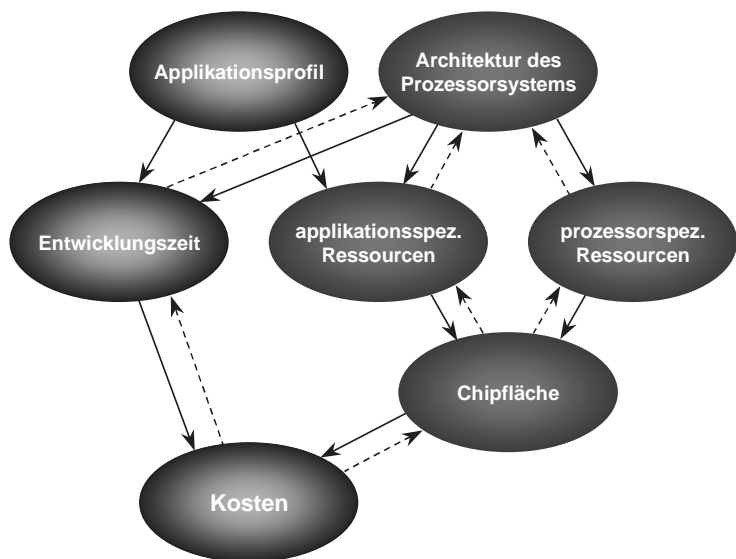 Applikationsprofil
Architektur des
Prozessorsystems
Entwicklungszeit
applikationsspez.
Ressourcen
prozessorspez.
Ressourcen
Chipfläche
Kosten